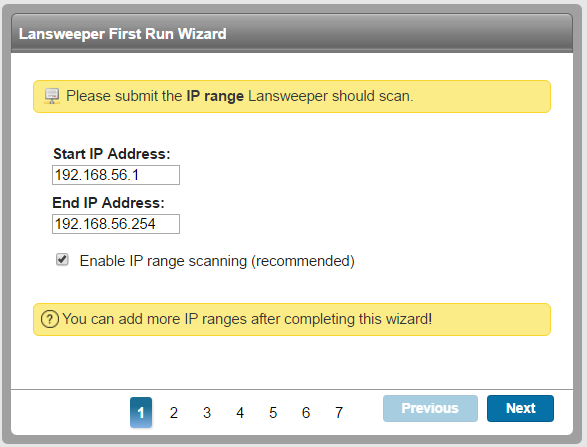 Lansweeper First Run Wizard
Please submit the IP range Lansweeper should scan.
Start IP Address:
192.168.56.1
End IP Address:
192.168.56.254
Enable IP range scanning (recommended)
? You can add more IP ranges after completing this wizard!
1 2 3 4 5 6 7 Previous Next